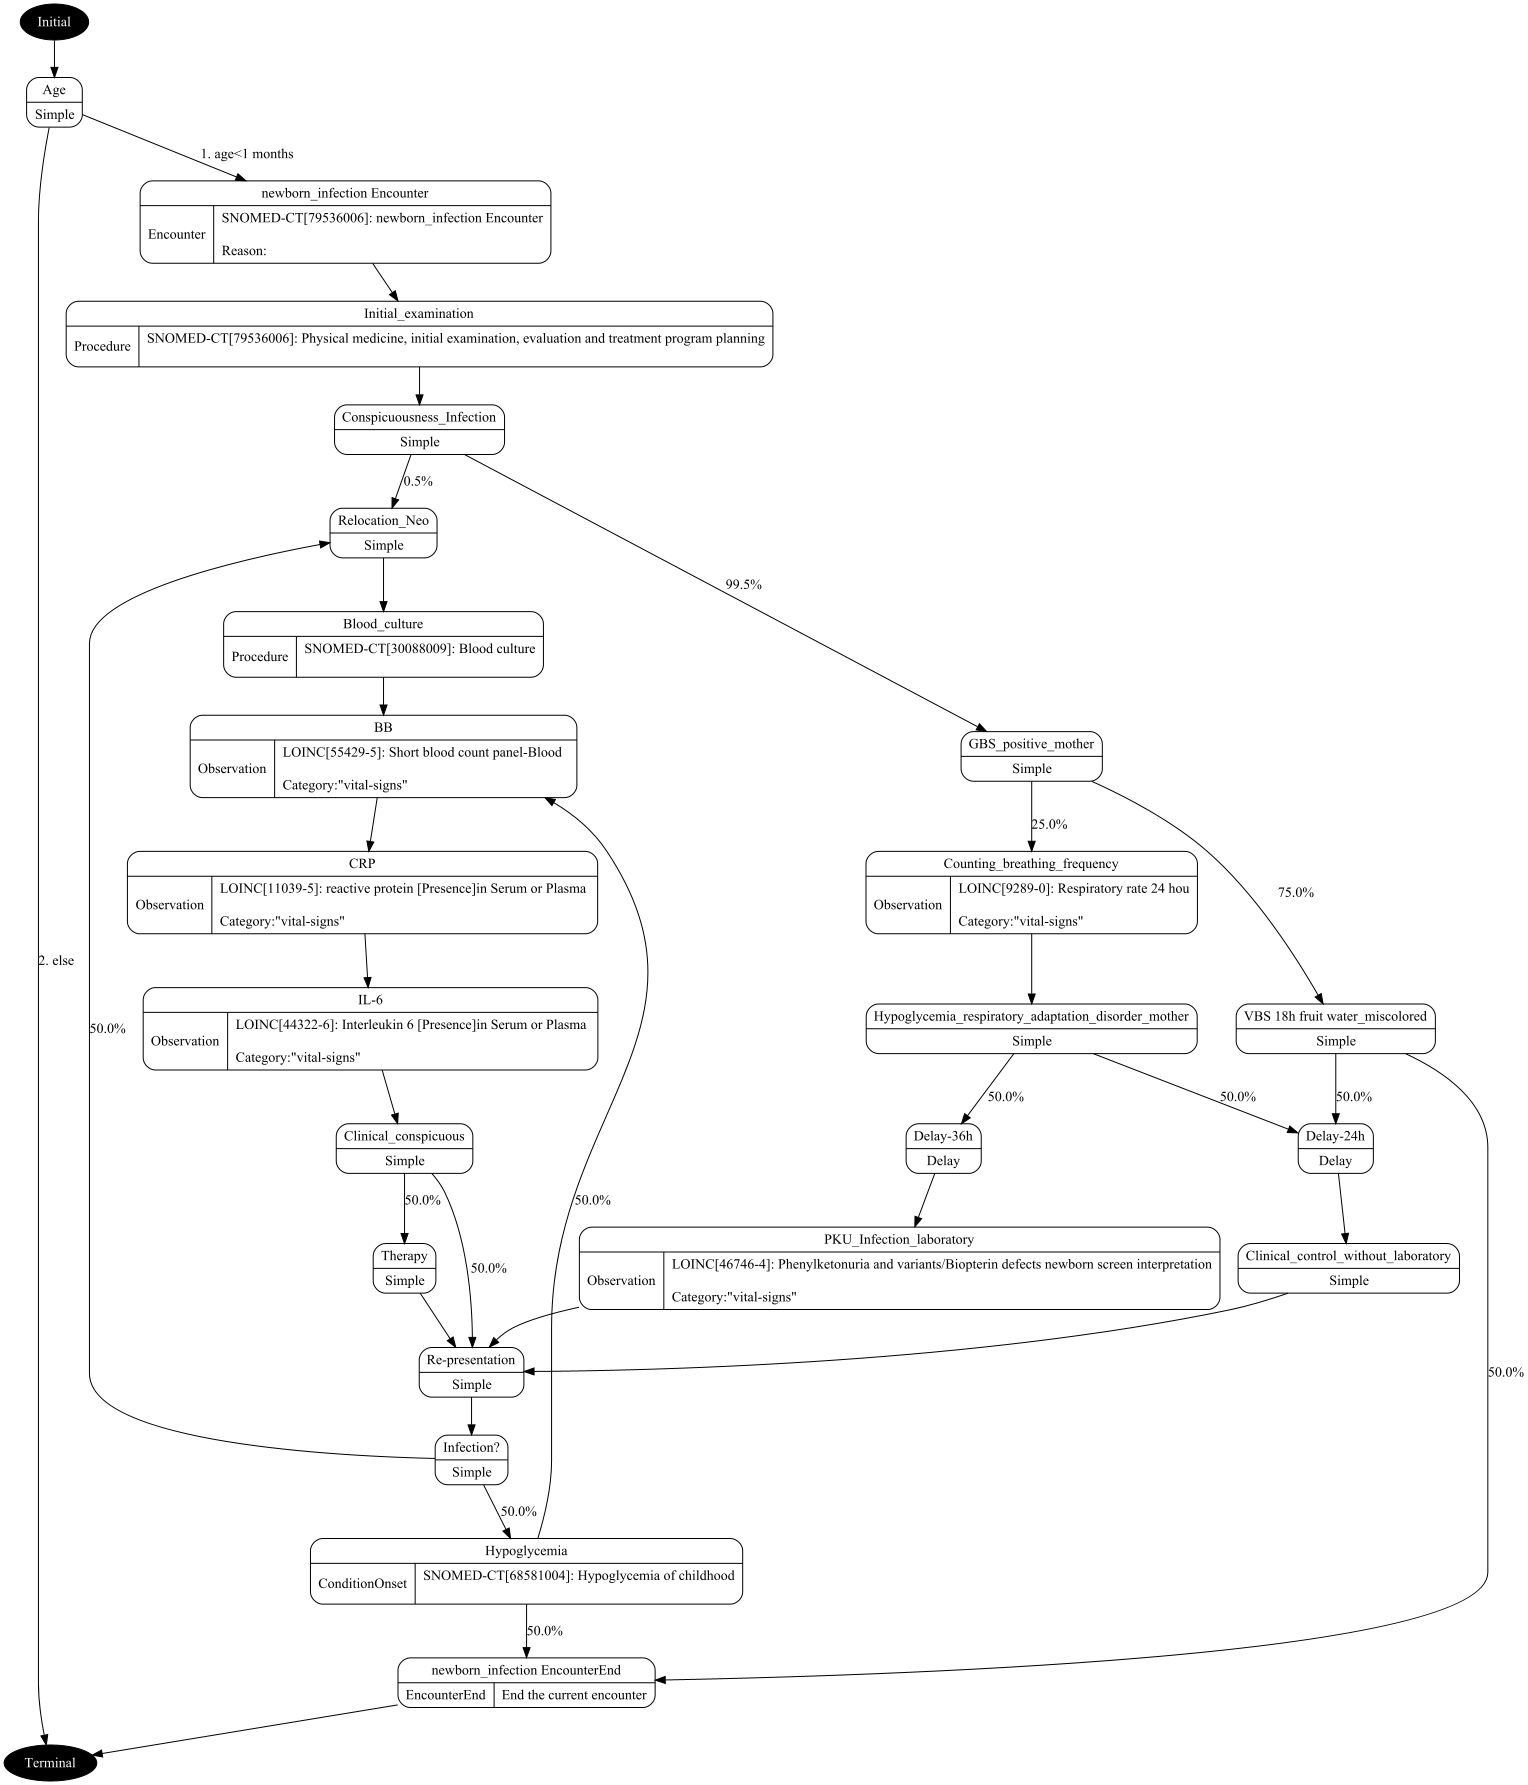 Initial
Age
Simple
1. age<1 months
newborn_infection Encounter
Encounter
SNOMED-CT[79536006]: newborn_infection Encounter
Reason:
Initial_examination
Procedure
SNOMED-CT[79536006]: Physical medicine, initial examination, evaluation and treatment program planning
Conspicuousness_Infection
Simple
0.5%
Relocation_Neo
Simple
99.5%
Blood_culture
Procedure
SNOMED-CT[30088009]: Blood culture
BB
Observation
LOINC[55429-5]: Short blood count panel-Blood
Category:"vital-signs"
GBS_positive_mother
Simple
25.0%
75.0%
CRP
Observation
LOINC[11039-5]: reactive protein [Presence]in Serum or Plasma
Category:"vital-signs"
Counting_breathing_frequency
Observation
LOINC[9289-0]: Respiratory rate 24 hou
Category:"vital-signs"
2. else
50.0%
IL-6
Observation
LOINC[44322-6]: Interleukin 6 [Presence]in Serum or Plasma
Category:"vital-signs"
Hypoglycemia_respiratory_adaptation_disorder_mother
Simple
VBS 18h fruit water_miscolored
Simple
50.0%
50.0%
50.0%
Clinical_conspicuous
Simple
Delay-36h
Delay
Delay-24h
Delay
50.0%
50.0%
Therapy
Simple
50.0%
PKU_Infection_laboratory
Observation
LOINC[46746-4]: Phenylketonuria and variants/Biopterin defects newborn screen interpretation
Category:"vital-signs"
Clinical_control_without_laboratory
Simple
Re-presentation
Simple
50.0%
Infection?
Simple
50.0%
Hypoglycemia
ConditionOnset
SNOMED-CT[68581004]: Hypoglycemia of childhood
50.0%
newborn_infection EncounterEnd
EncounterEnd
End the current encounter
Terminal